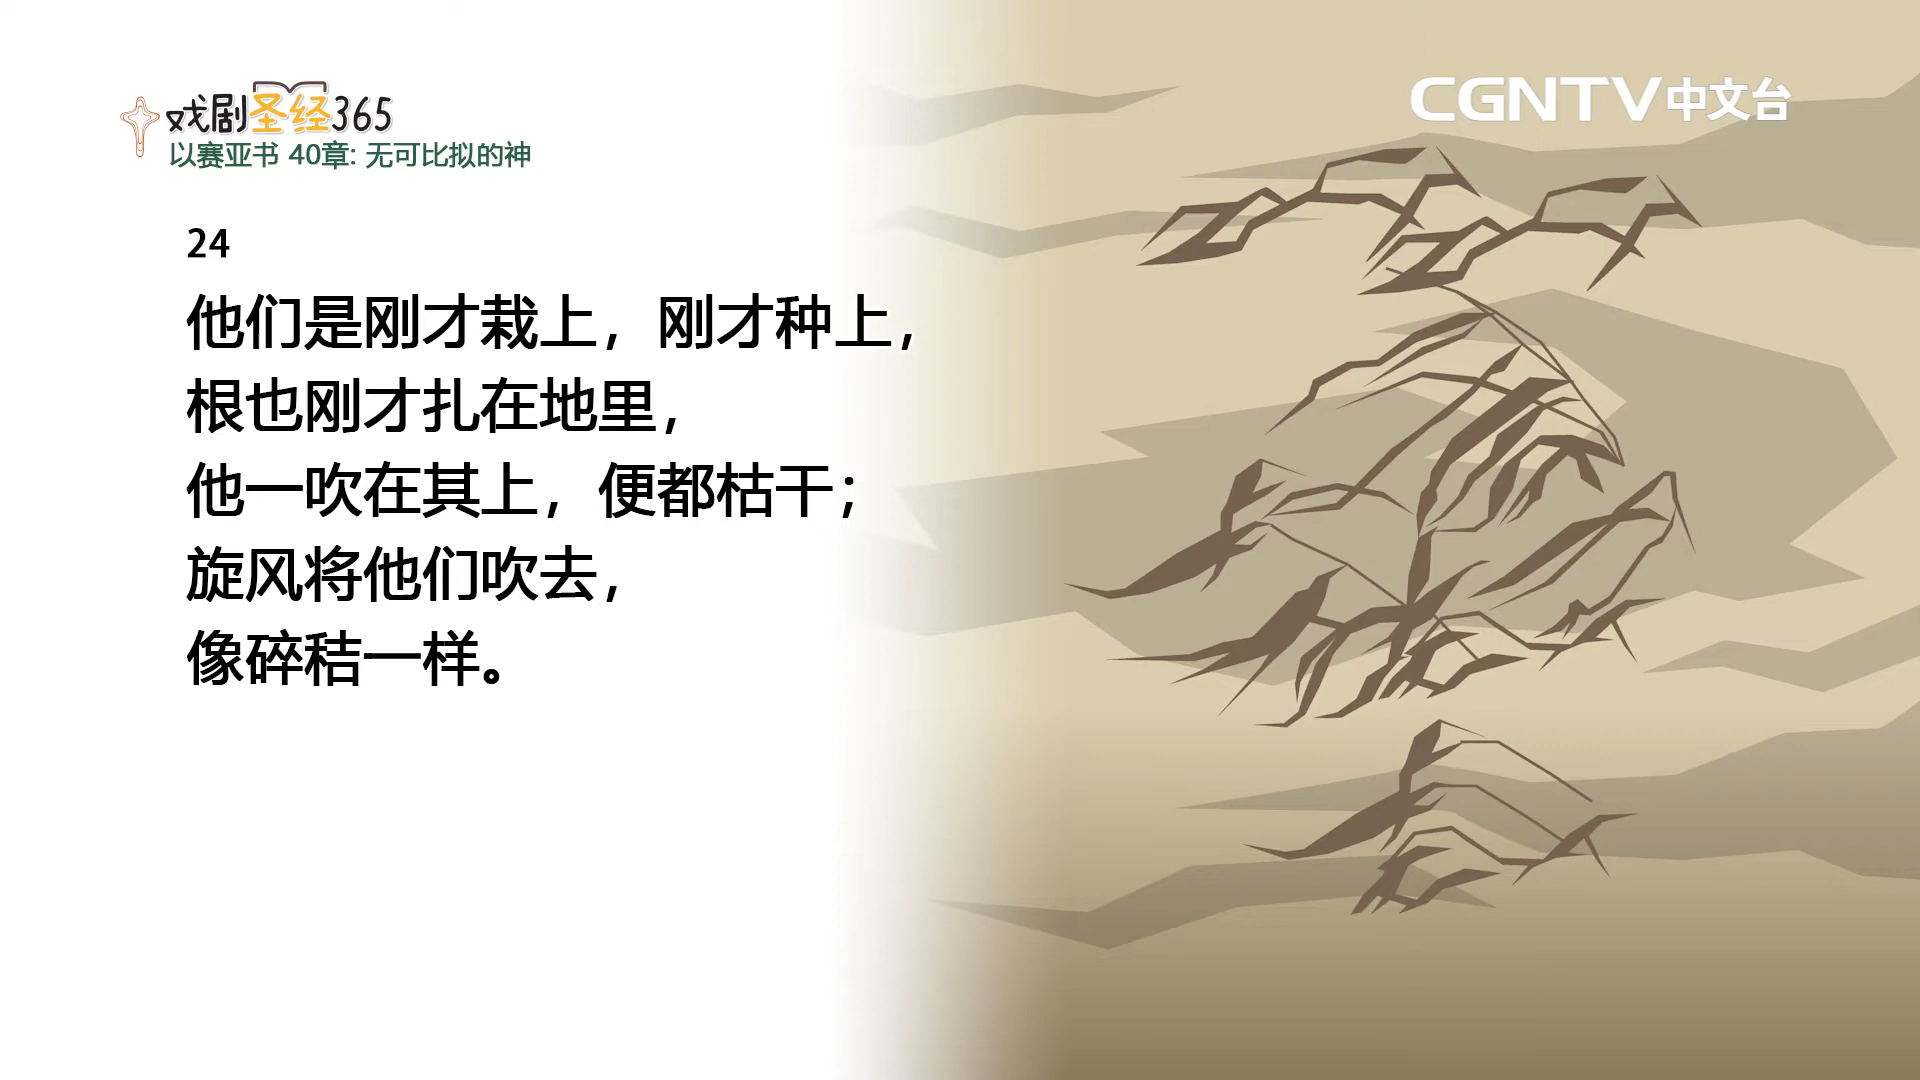 戏剧圣经365
以赛亚书 40章: 无可比拟的神
CGNTV中文台
24
他们是刚才栽上，刚才种上，
根也刚才扎在地里，
他一吹在其上，便都枯干；
旋风将他们吹去，
像碎秸一样。